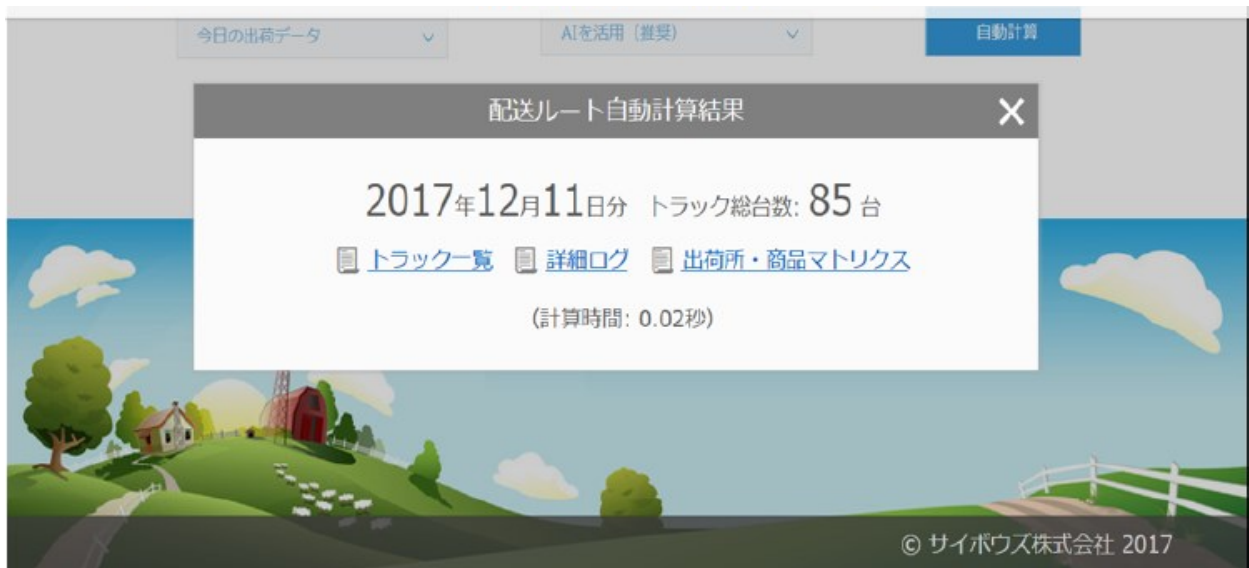 今日の出荷データ AIを活用（推奨） 自動計算
配送ルート自動計算結果
2017年12月11日分 トラック総台数: 85 台
トラック一覧 詳細ログ 出荷所・商品マトリクス
(計算時間: 0.02秒)
© サイボウズ株式会社 2017